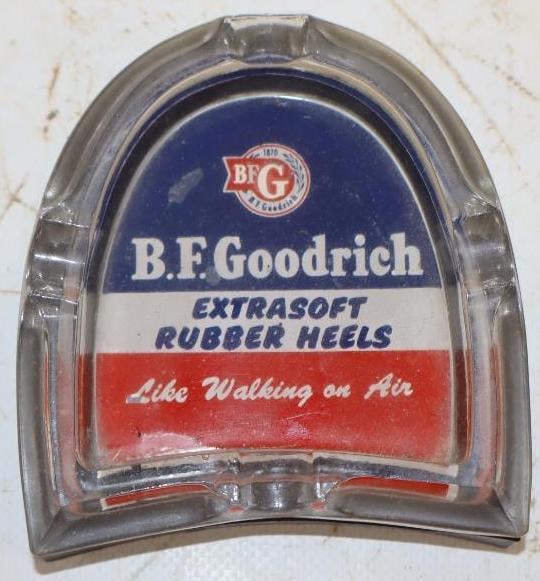 1870
BFG
B.F. Goodrich
B.F. Goodrich
EXTRASOFT
RUBBER HEELS
Like Walking on Air